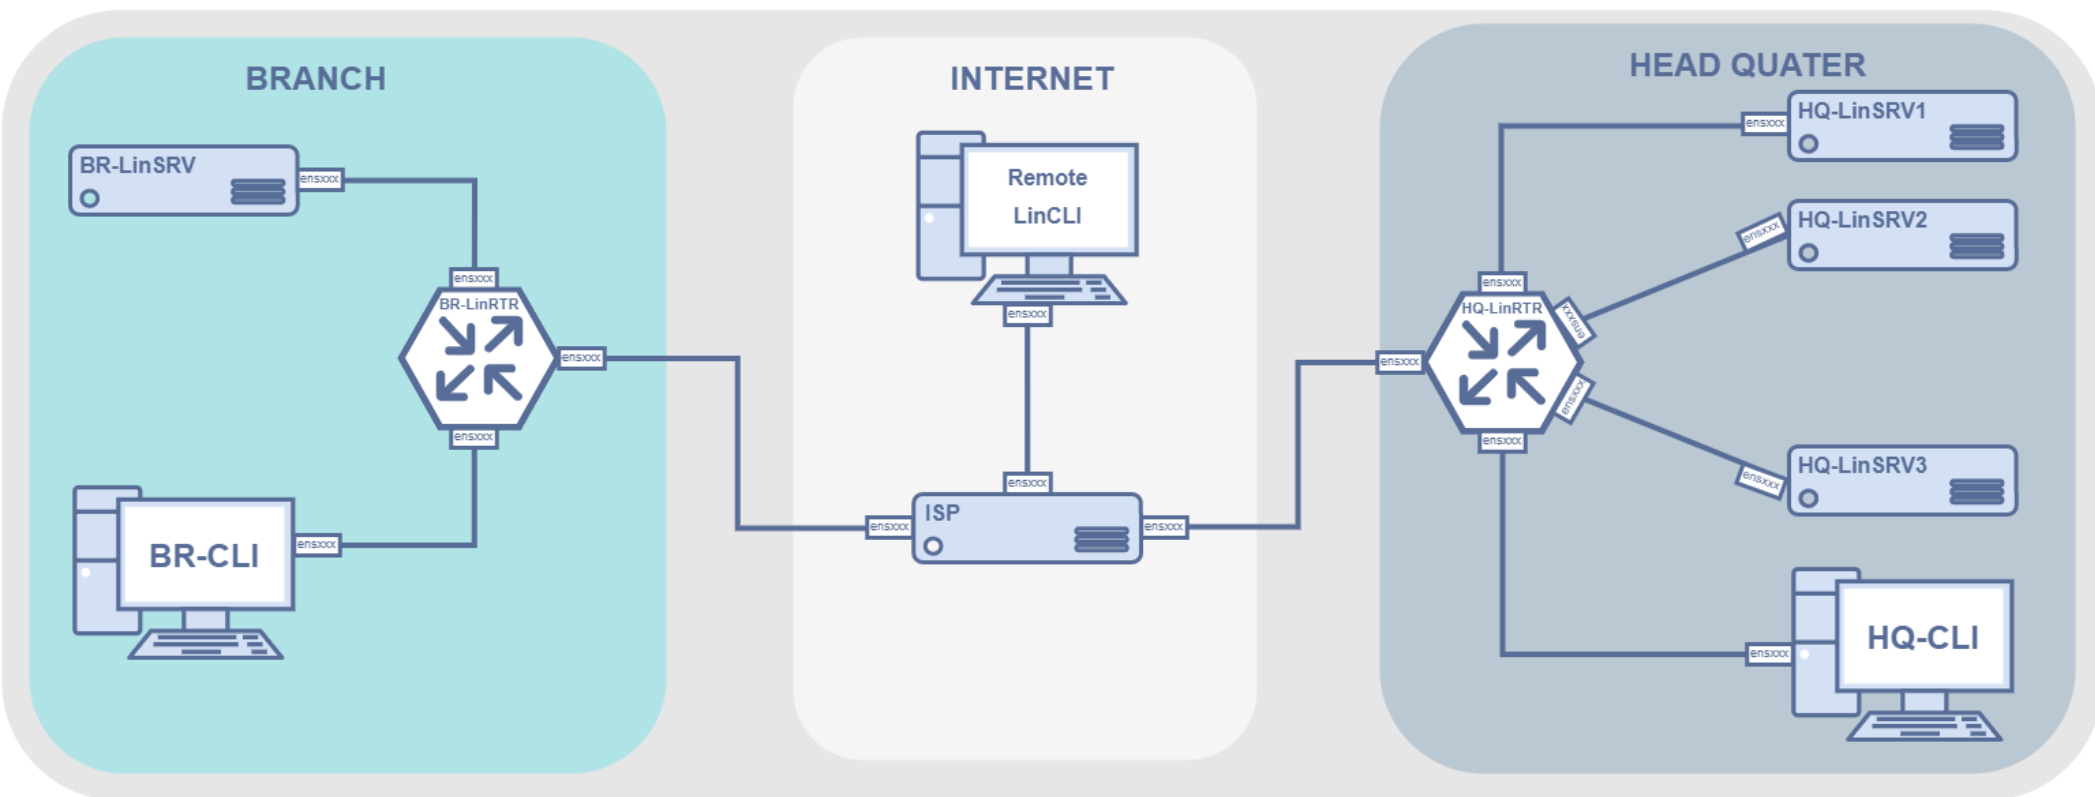 BRANCH
BR-LinSRV
ensxxx
ensxxx
BR-LinRTR
ensxxx
ensxxx
BR-CLI
ensxxx
INTERNET
Remote
LinCLI
ensxxx
ensxxx
ISP
ensxxx
ensxxx
HEAD QUATER
HQ-LinSRV1
ensxxx
HQ-LinSRV2
ensxxx
ensxxx
HQ-LinRTR
ensxxx
ensxxx
ensxxx
ensxxx
HQ-LinSRV3
ensxxx
HQ-CLI
ensxxx